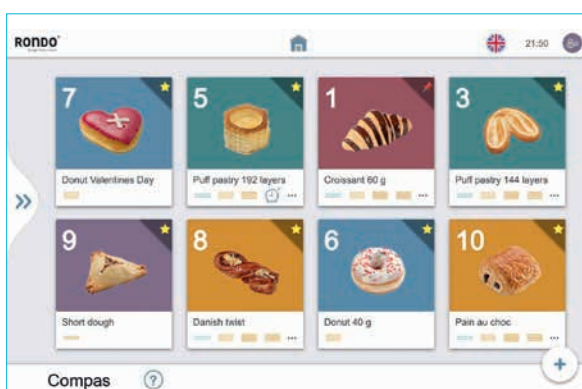 RONDO
21:50
7
5
1
3
Donut Valentines Day
Puff pastry 192 layers
Croissant 60 g
Puff pastry 144 layers
9
8
6
10
Short dough
Danish twist
Donut 40 g
Pain au choc
Compas ?